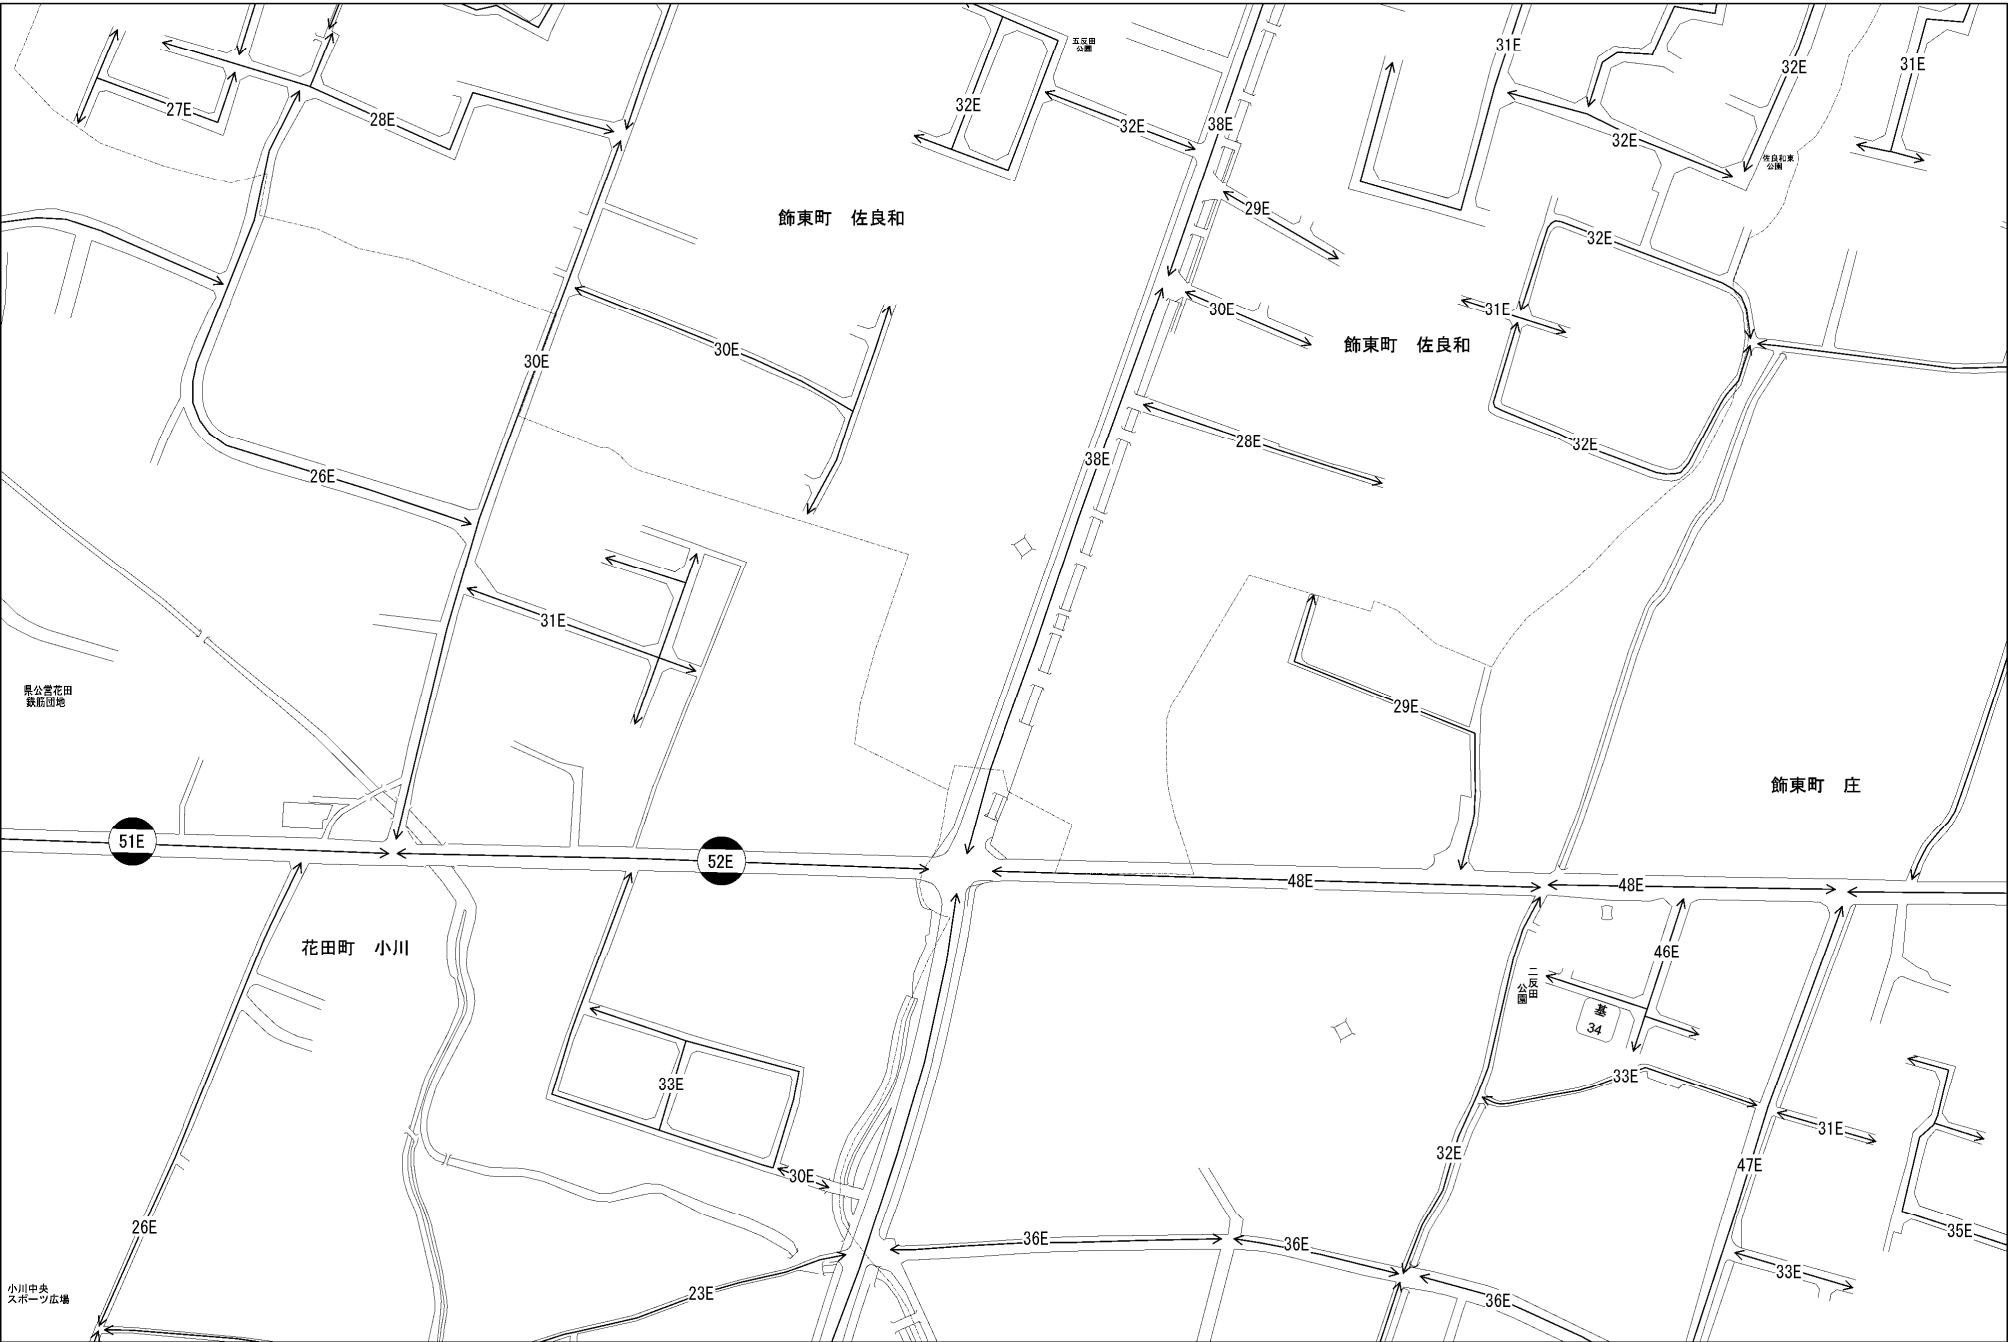 五反田
公園
31E
32E
31E
27E
28E
32E
32E
38E
32E
佐良和東
公園
29E
飾東町　佐良和
32E
30E
31E
飾東町　佐良和
30E
30E
28E
32E
38E
26E
31E
県公営花田
鉄筋団地
29E
飾東町　庄
51E
52E
48E
48E
花田町　小川
46E
二反田
公園
基
34
33E
33E
31E
32E
47E
30E
26E
35E
36E
36E
33E
小川中央
スポーツ広場
23E
36E